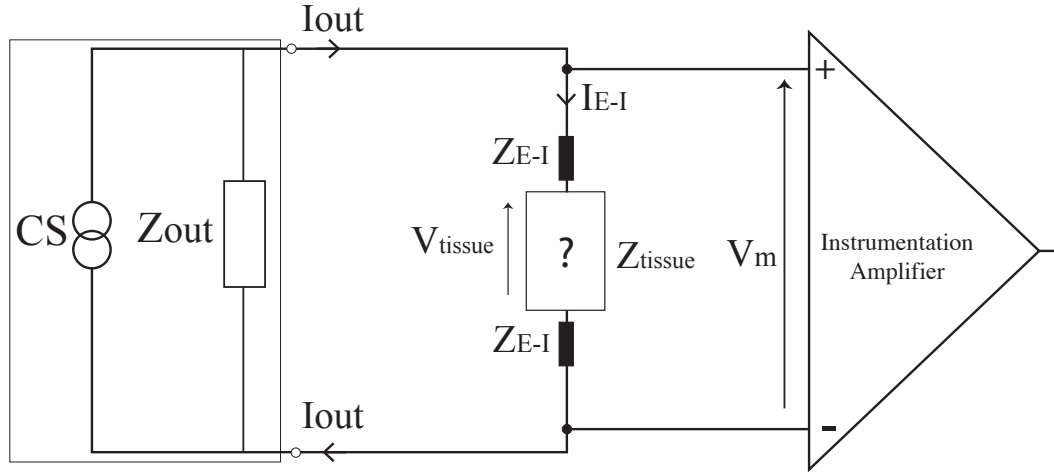 Iout
+
IE-I
ZE-I
CS
Zout
Vtissue
?
Ztissue
Vm
Instrumentation
Amplifier
ZE-I
Iout
-